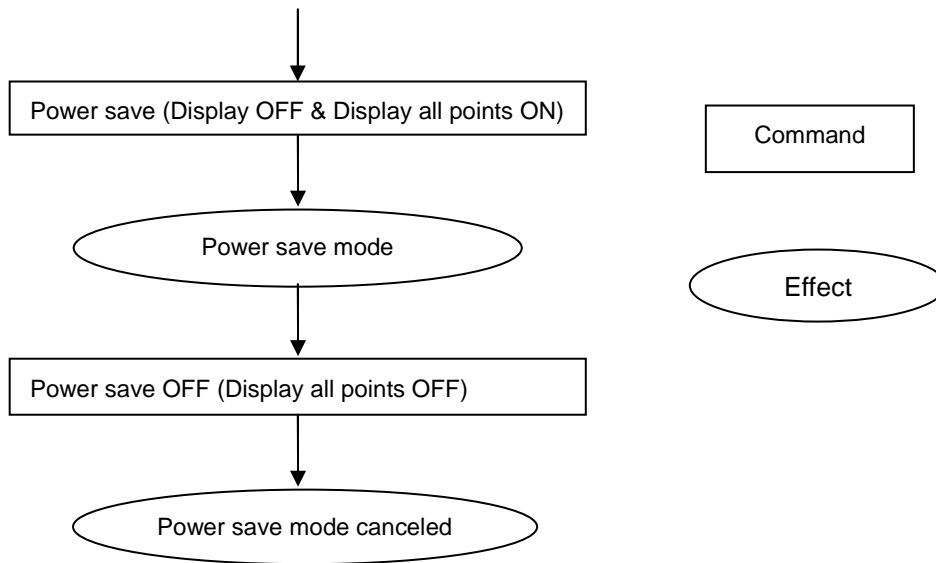 Power save (Display OFF & Display all points ON)
Command
Power save mode
Effect
Power save OFF (Display all points OFF)
Power save mode canceled